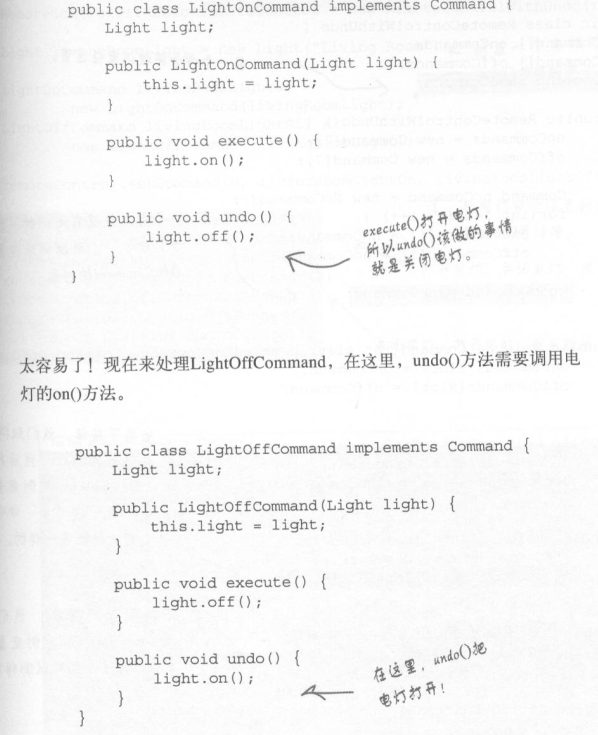 public class LightOnCommand implements Command {
Light light;
public LightOnCommand(Light light) {
this.light = light;
}
public void execute() {
light.on();
}
public void undo() {
light.off();
}
}
execute()打开电灯,
所以undo()该做的事情
就是关闭电灯。
太容易了!现在来处理LightOffCommand,在这里,undo()方法需要调用电
灯的on()方法。
public class LightOffCommand implements Command {
Light light;
public LightOffCommand(Light light) {
this.light = light;
}
public void execute() {
light.off();
}
public void undo() {
light.on();
}
}
在这里,undo()把
电灯打开!